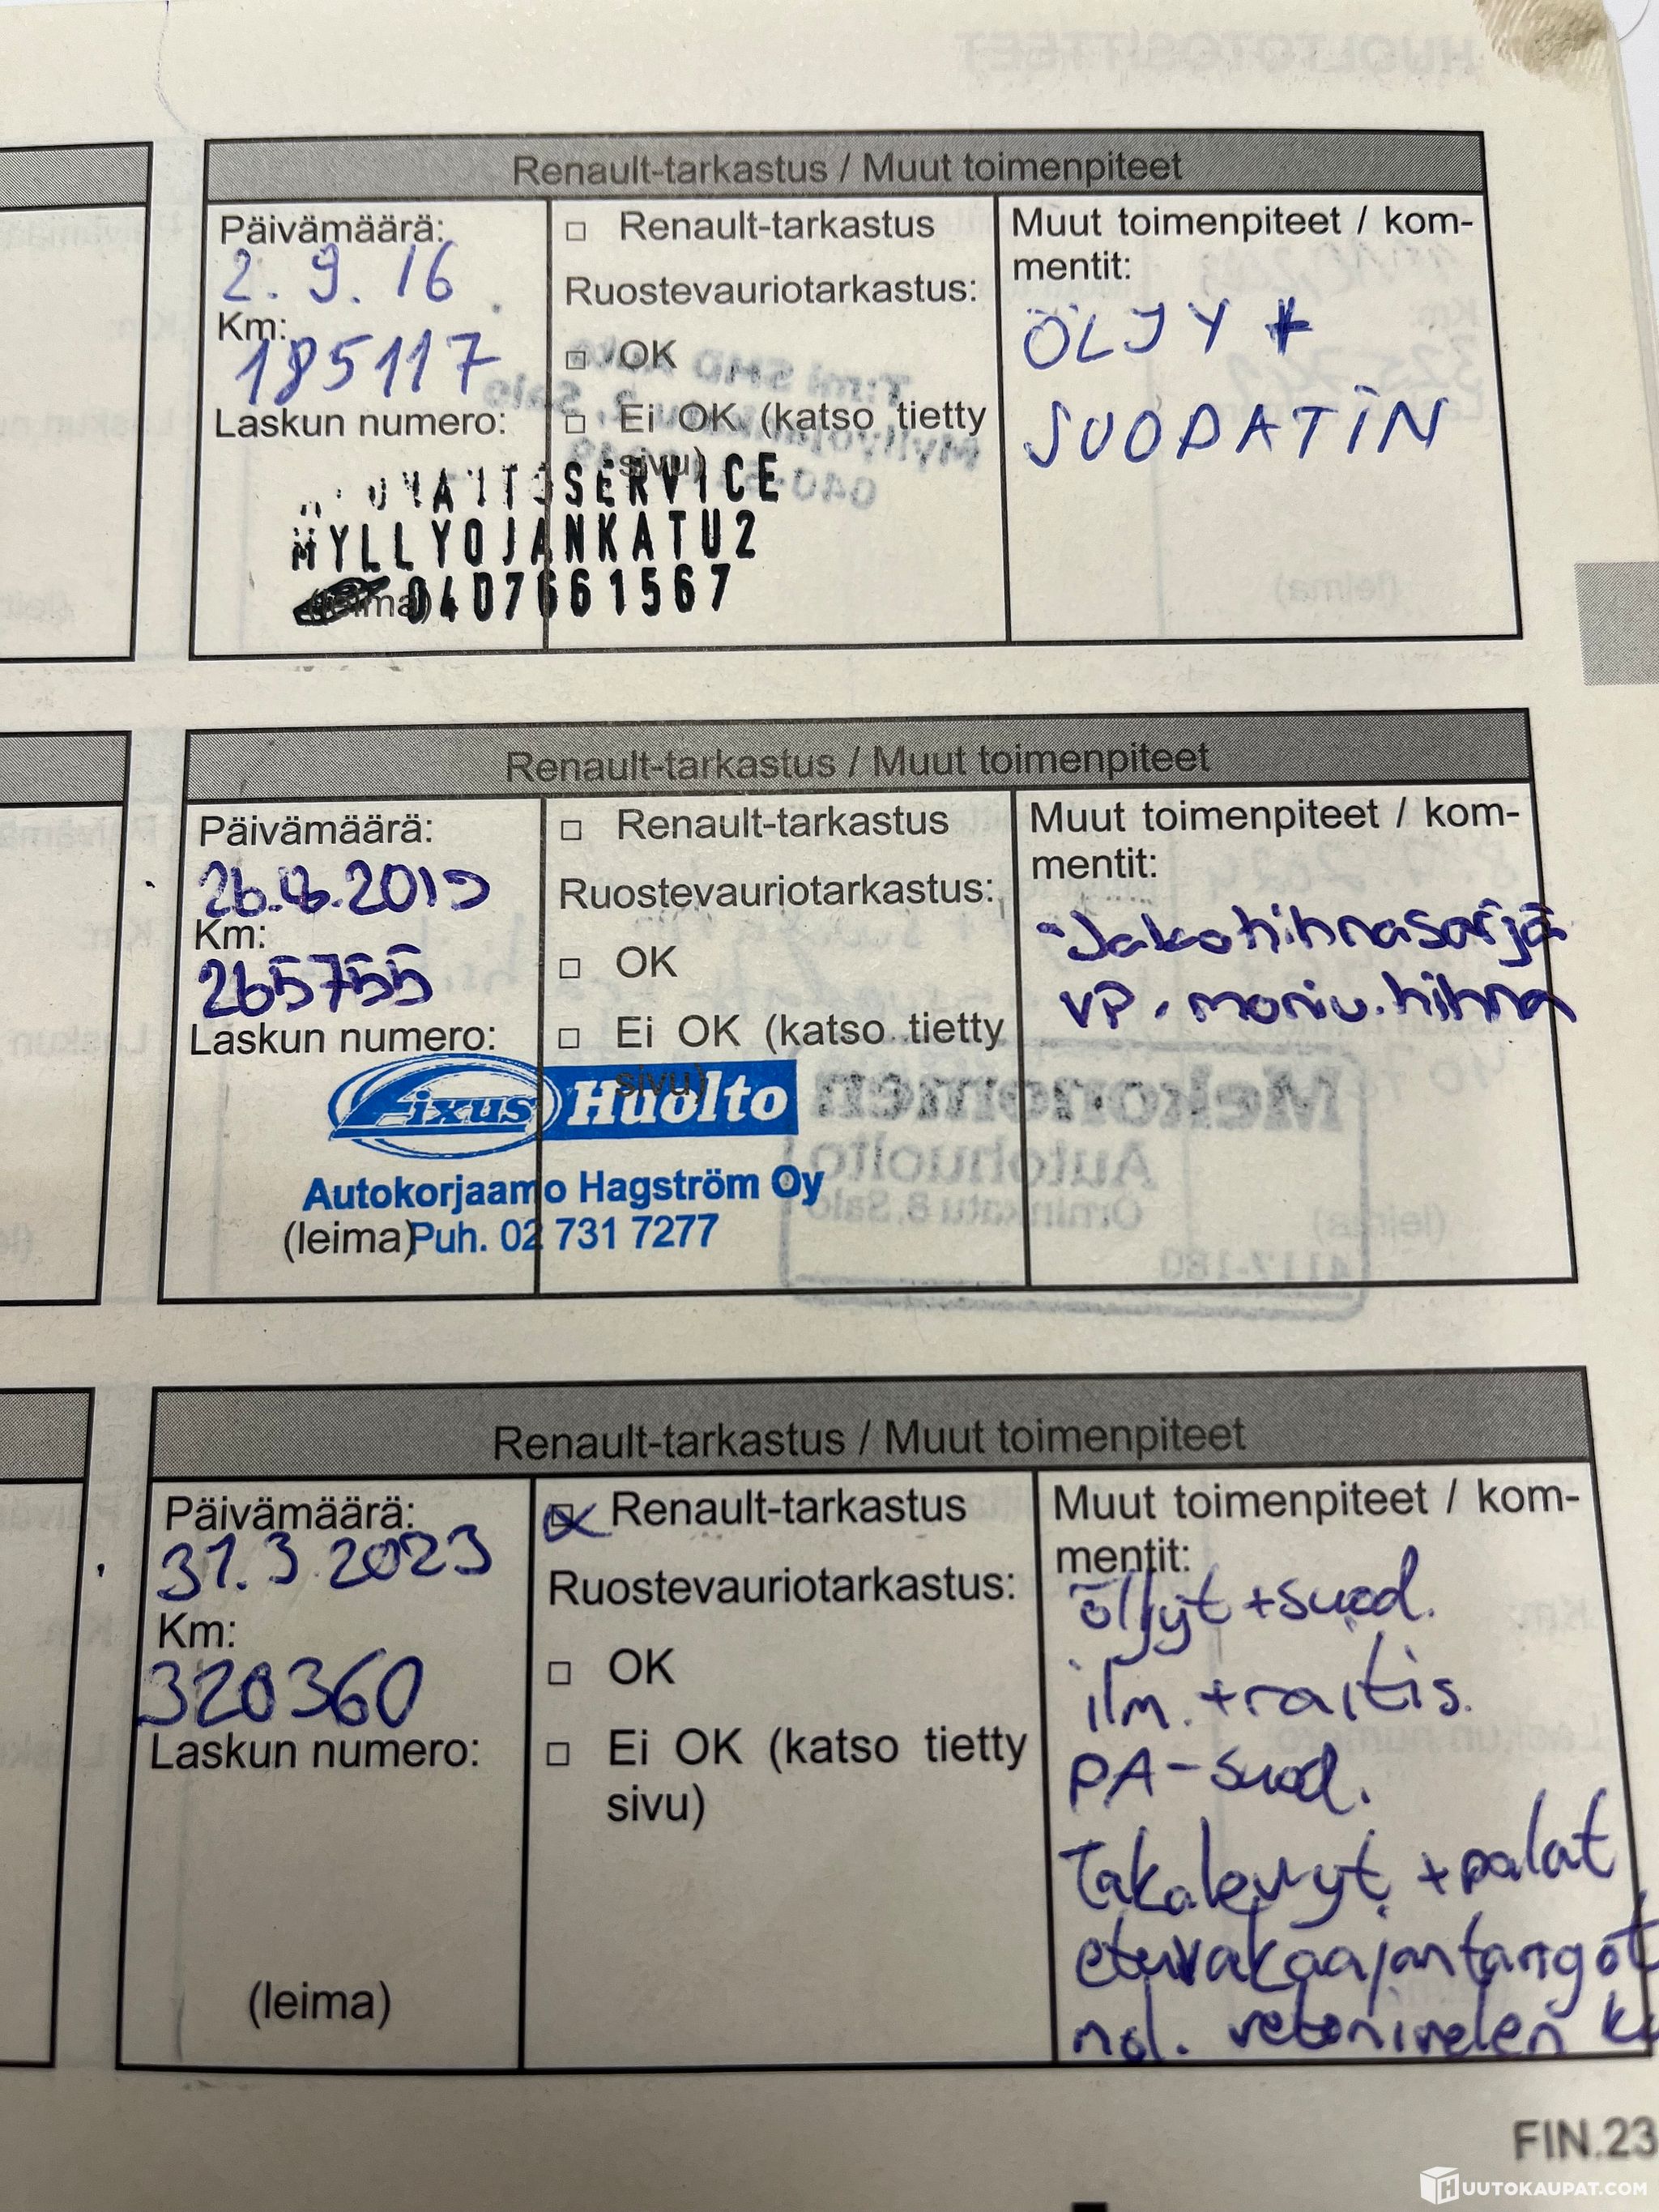 Renault-tarkastus / Muut toimenpiteet
Päivämäärä:
2. 9. 16
Km:
185117
Laskun numero:
SERVICE
MYLLYOJANKATU2
(leima) 0407661567
□ Renault-tarkastus
Ruostevauriotarkastus:
□ OK
□ Ei OK (katso tietty
sivu)
Muut toimenpiteet / kom-
mentit:
ÖLJY +
SUODATIN
Renault-tarkastus / Muut toimenpiteet
Päivämäärä:
26.8.2019
Km:
265755
Laskun numero:
Fixus Huolto
Autokorjaamo Hagström Oy
(leima) Puh. 02 731 7277
□ Renault-tarkastus
Ruostevauriotarkastus:
□ OK
□ Ei OK (katso tietty
sivu)
Muut toimenpiteet / kom-
mentit:
Jakohihnasarja
VP. moniu.hihna
Renault-tarkastus / Muut toimenpiteet
Päivämäärä:
31.3.2023
Km:
320360
Laskun numero:
(leima)
☒ Renault-tarkastus
Ruostevauriotarkastus:
□ OK
□ Ei OK (katso tietty
sivu)
Muut toimenpiteet / kom-
mentit:
öljyt + suod.
ilm. + raitis.
PA-suod.
Takalevyt + palat
etuvakaajantangot
mol. vetonivelen
FIN.23
HUUTOKAUPAT.COM